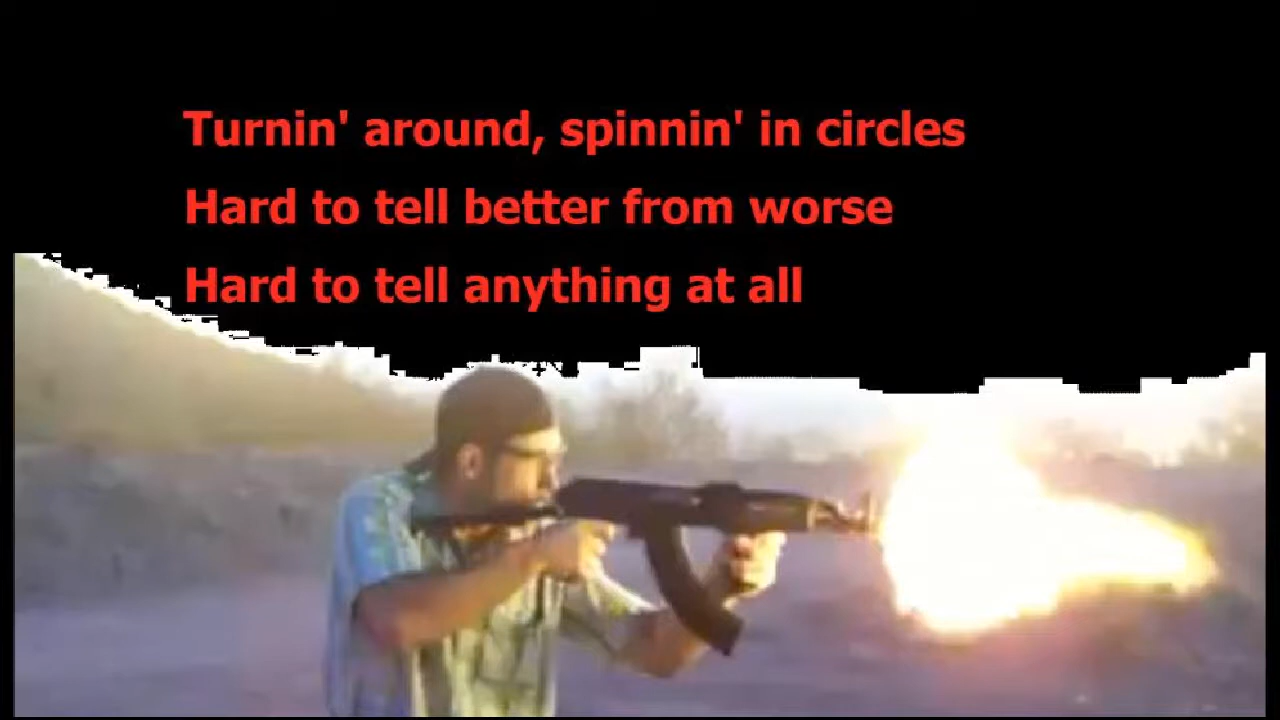 Turnin' around, spinnin' in circles
Hard to tell better from worse
Hard to tell anything at all